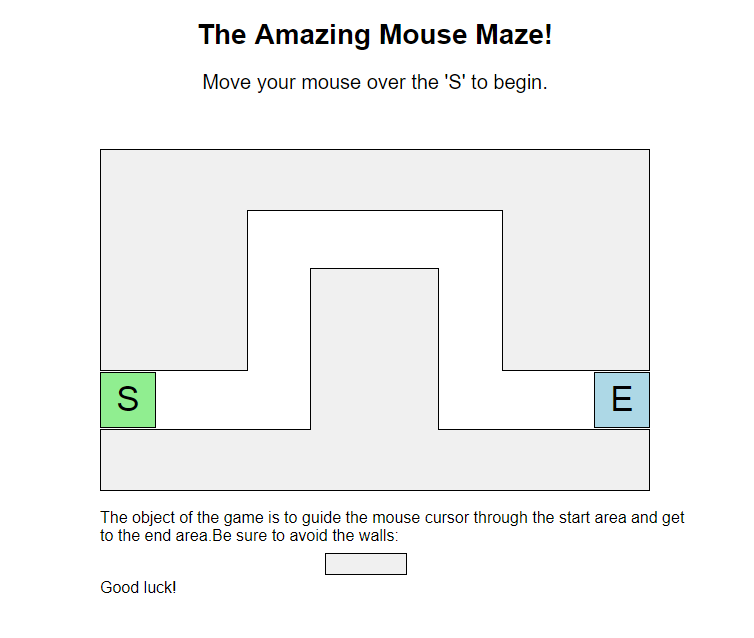 The Amazing Mouse Maze!
Move your mouse over the 'S' to begin.
S
E
The object of the game is to guide the mouse cursor through the start area and get
to the end area.Be sure to avoid the walls:
Good luck!